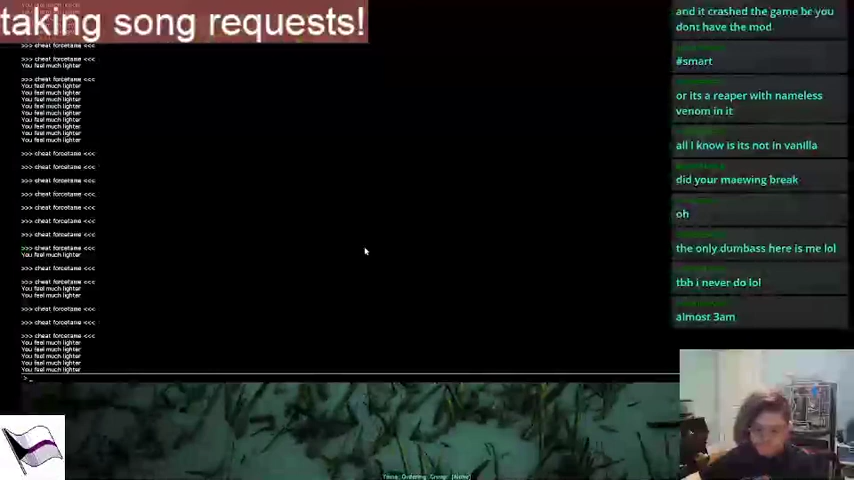 taking song requests!
>>> cheat forcetame <<<
>>> cheat forcetame <<<
You feel much lighter
>>> cheat forcetame <<<
You feel much lighter
You feel much lighter
You feel much lighter
You feel much lighter
You feel much lighter
You feel much lighter
You feel much lighter
You feel much lighter
You feel much lighter
>>> cheat forcetame <<<
>>> cheat forcetame <<<
>>> cheat forcetame <<<
>>> cheat forcetame <<<
>>> cheat forcetame <<<
>>> cheat forcetame <<<
>>> cheat forcetame <<<
>>> cheat forcetame <<<
You feel much lighter
>>> cheat forcetame <<<
>>> cheat forcetame <<<
You feel much lighter
You feel much lighter
>>> cheat forcetame <<<
>>> cheat forcetame <<<
>>> cheat forcetame <<<
You feel much lighter
You feel much lighter
You feel much lighter
You feel much lighter
You feel much lighter
>_
and it crashed the game be you
dont have the mod
#smart
or its a reaper with nameless
venom in it
all i know is its not in vanilla
did your maewing break
oh
the only dumbass here is me lol
tbh i never do lol
almost 3am